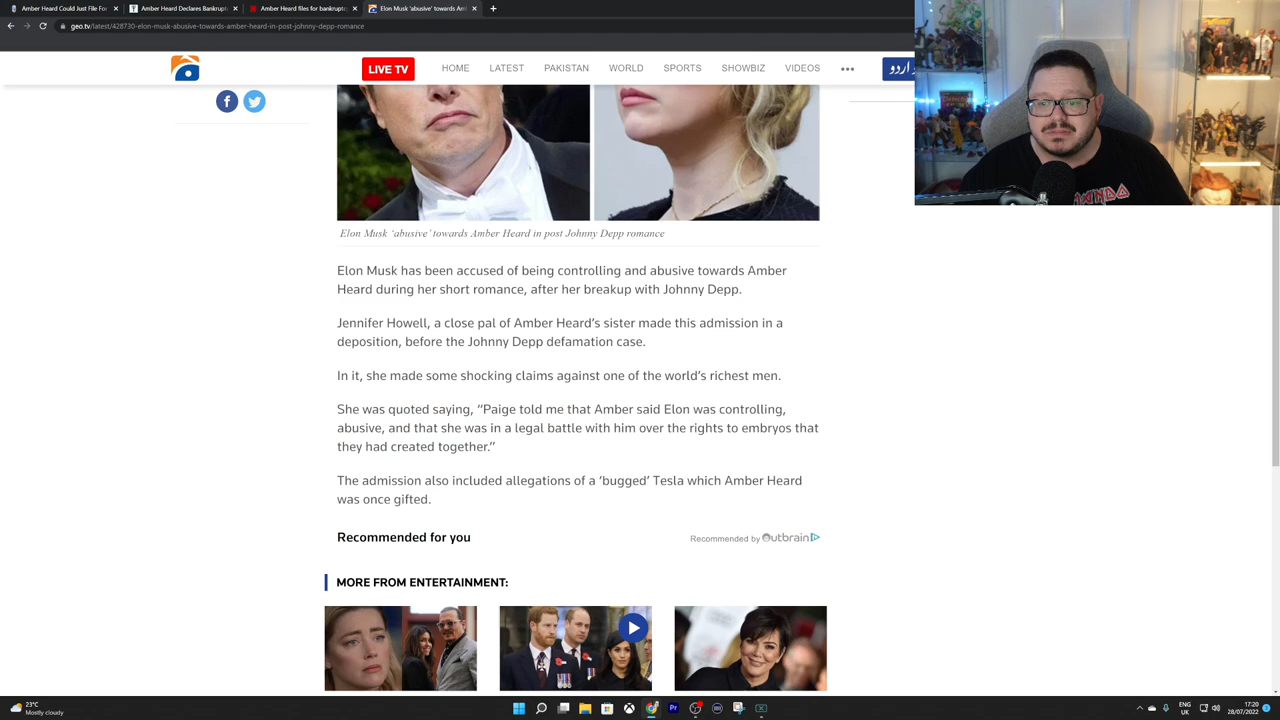 Amber Heard Could Just File For
Amber Heard Declares Bankrupt
Amber Heard files for bankruptc
Elon Musk 'abusive' towards Am
geo.tv/latest/428730-elon-musk-abusive-towards-amber-heard-in-post-johnny-depp-romance
LIVE TV
HOME
LATEST
PAKISTAN
WORLD
SPORTS
SHOWBIZ
VIDEOS
اردو
Elon Musk ‘abusive’ towards Amber Heard in post Johnny Depp romance
Elon Musk has been accused of being controlling and abusive towards Amber
Heard during her short romance, after her breakup with Johnny Depp.
Jennifer Howell, a close pal of Amber Heard’s sister made this admission in a
deposition, before the Johnny Depp defamation case.
In it, she made some shocking claims against one of the world’s richest men.
She was quoted saying, “Paige told me that Amber said Elon was controlling,
abusive, and that she was in a legal battle with him over the rights to embryos that
they had created together.”
The admission also included allegations of a ‘bugged’ Tesla which Amber Heard
was once gifted.
Recommended for you
Recommended by Outbrain
MORE FROM ENTERTAINMENT:
23°C
Mostly cloudy
ENG
UK
17:20
28/07/2022